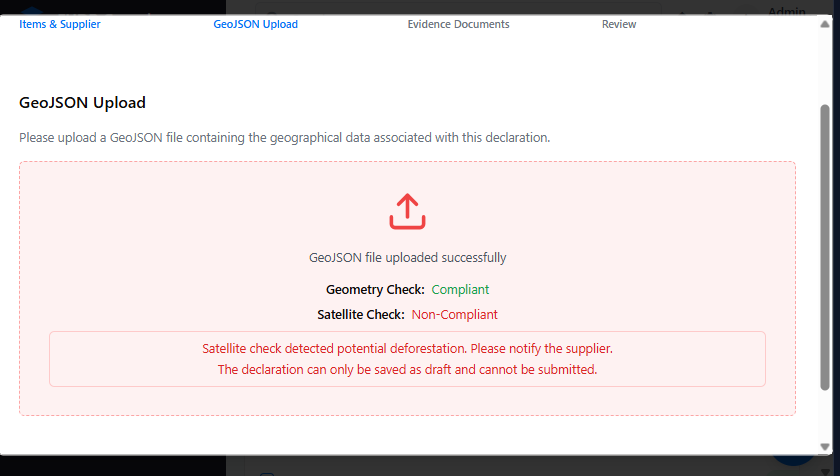 Admin
Items & Supplier
GeoJSON Upload
Evidence Documents
Review
GeoJSON Upload
Please upload a GeoJSON file containing the geographical data associated with this declaration.
GeoJSON file uploaded successfully
Geometry Check: Compliant
Satellite Check: Non-Compliant
Satellite check detected potential deforestation. Please notify the supplier.
The declaration can only be saved as draft and cannot be submitted.